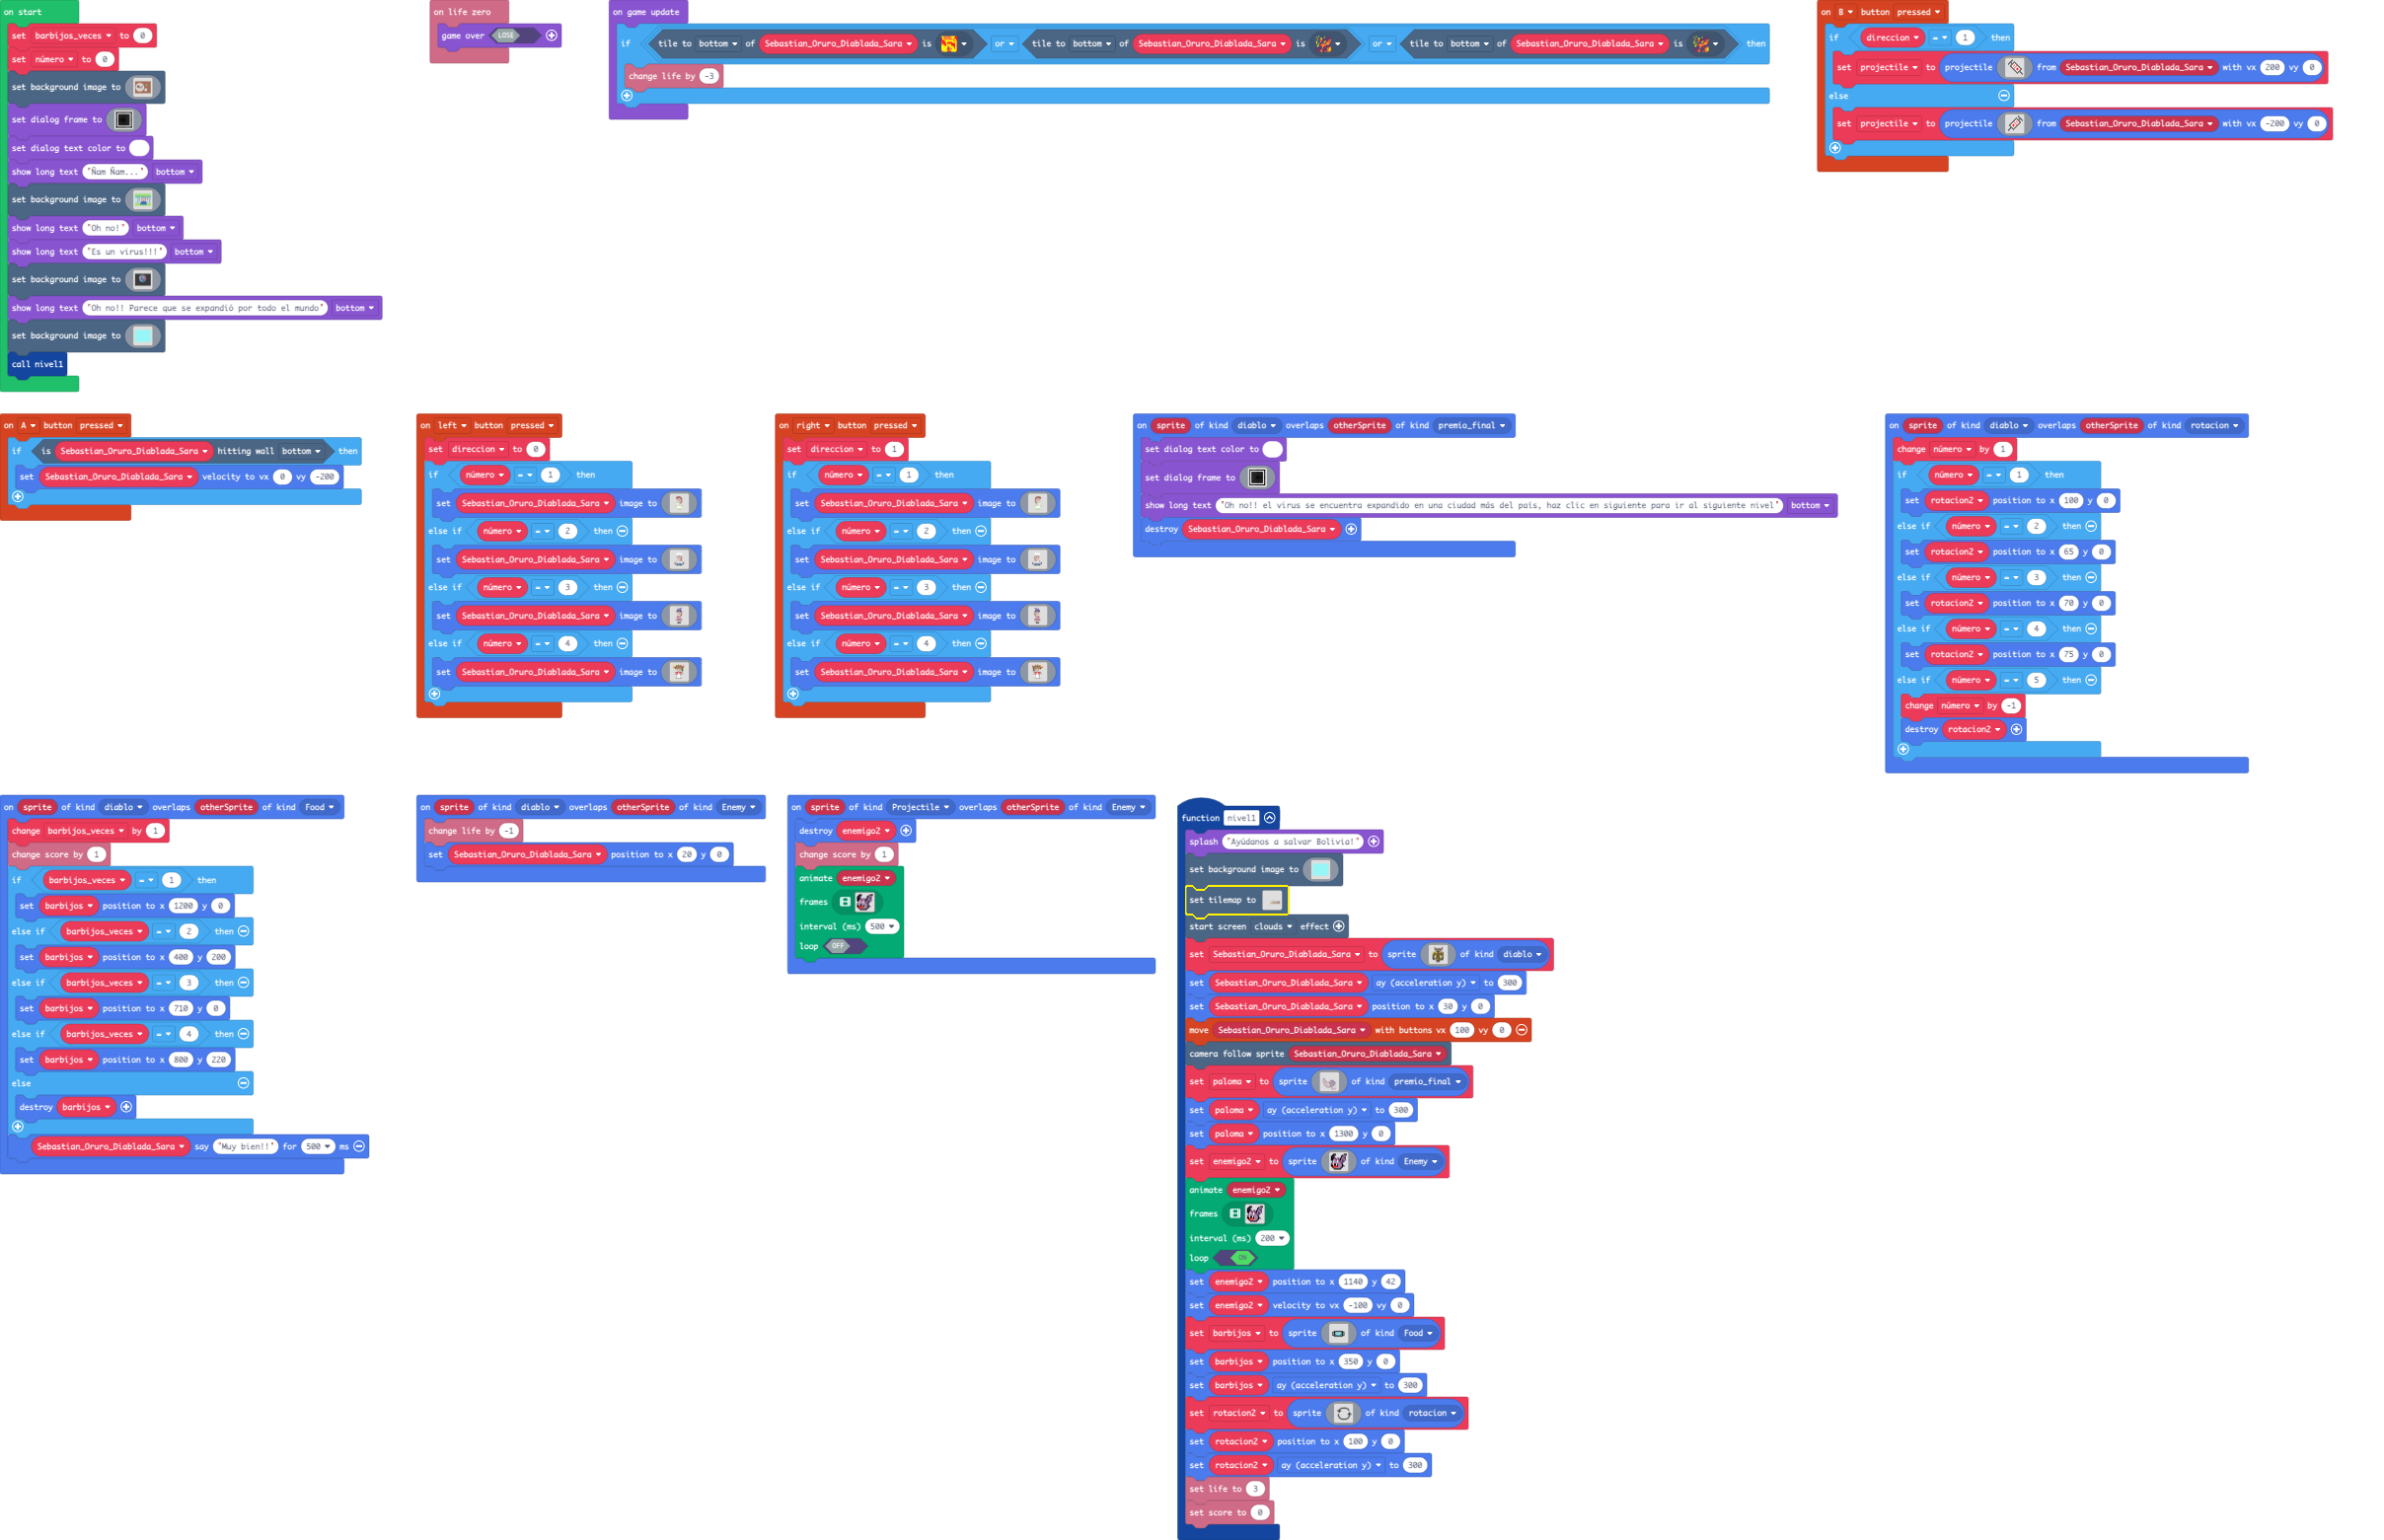 on start
set barbijos_veces to 0
set número to 0
set background image to
set dialog frame to
set dialog text color to
show long text "Ñam Ñam..." bottom
set background image to
show long text "Oh no!" bottom
show long text "Es un virus!!!" bottom
set background image to
show long text "Oh no!! Parece que se expandió por todo el mundo" bottom
set background image to
call nivel1
on life zero
game over LOSE
on game update
if tile to bottom of Sebastian_Oruro_Diablada_Sara is or tile to bottom of Sebastian_Oruro_Diablada_Sara is or tile to bottom of Sebastian_Oruro_Diablada_Sara is then
change life by -3
on B button pressed
if direccion = 1 then
set projectile to projectile from Sebastian_Oruro_Diablada_Sara with vx 200 vy 0
else
set projectile to projectile from Sebastian_Oruro_Diablada_Sara with vx -200 vy 0
on A button pressed
if is Sebastian_Oruro_Diablada_Sara hitting wall bottom then
set Sebastian_Oruro_Diablada_Sara velocity to vx 0 vy -200
on left button pressed
set direccion to 0
if número = 1 then
set Sebastian_Oruro_Diablada_Sara image to
else if número = 2 then
set Sebastian_Oruro_Diablada_Sara image to
else if número = 3 then
set Sebastian_Oruro_Diablada_Sara image to
else if número = 4 then
set Sebastian_Oruro_Diablada_Sara image to
on right button pressed
set direccion to 1
if número = 1 then
set Sebastian_Oruro_Diablada_Sara image to
else if número = 2 then
set Sebastian_Oruro_Diablada_Sara image to
else if número = 3 then
set Sebastian_Oruro_Diablada_Sara image to
else if número = 4 then
set Sebastian_Oruro_Diablada_Sara image to
on sprite of kind diablo overlaps otherSprite of kind premio_final
set dialog text color to
set dialog frame to
show long text "Oh no!! el virus se encuentra expandido en una ciudad más del pais, haz clic en siguiente para ir al siguiente nivel" bottom
destroy Sebastian_Oruro_Diablada_Sara
on sprite of kind diablo overlaps otherSprite of kind rotacion
change número by 1
if número = 1 then
set rotacion2 position to x 100 y 0
else if número = 2 then
set rotacion2 position to x 65 y 0
else if número = 3 then
set rotacion2 position to x 70 y 0
else if número = 4 then
set rotacion2 position to x 75 y 0
else if número = 5 then
change número by -1
destroy rotacion2
on sprite of kind diablo overlaps otherSprite of kind Food
change barbijos_veces by 1
change score by 1
if barbijos_veces = 1 then
set barbijos position to x 1200 y 0
else if barbijos_veces = 2 then
set barbijos position to x 400 y 200
else if barbijos_veces = 3 then
set barbijos position to x 710 y 0
else if barbijos_veces = 4 then
set barbijos position to x 800 y 220
else
destroy barbijos
Sebastian_Oruro_Diablada_Sara say "Muy bien!!" for 500 ms
on sprite of kind diablo overlaps otherSprite of kind Enemy
change life by -1
set Sebastian_Oruro_Diablada_Sara position to x 20 y 0
on sprite of kind Projectile overlaps otherSprite of kind Enemy
destroy enemigo2
change score by 1
animate enemigo2
frames
interval (ms) 500
loop OFF
function nivel1
splash "Ayúdanos a salvar Bolivia!"
set background image to
set tilemap to
start screen clouds effect
set Sebastian_Oruro_Diablada_Sara to sprite of kind diablo
set Sebastian_Oruro_Diablada_Sara ay (acceleration y) to 300
set Sebastian_Oruro_Diablada_Sara position to x 30 y 0
move Sebastian_Oruro_Diablada_Sara with buttons vx 100 vy 0
camera follow sprite Sebastian_Oruro_Diablada_Sara
set paloma to sprite of kind premio_final
set paloma ay (acceleration y) to 300
set paloma position to x 1300 y 0
set enemigo2 to sprite of kind Enemy
animate enemigo2
frames
interval (ms) 200
loop ON
set enemigo2 position to x 1140 y 42
set enemigo2 velocity to vx -100 vy 0
set barbijos to sprite of kind Food
set barbijos position to x 350 y 0
set barbijos ay (acceleration y) to 300
set rotacion2 to sprite of kind rotacion
set rotacion2 position to x 100 y 0
set rotacion2 ay (acceleration y) to 300
set life to 3
set score to 0